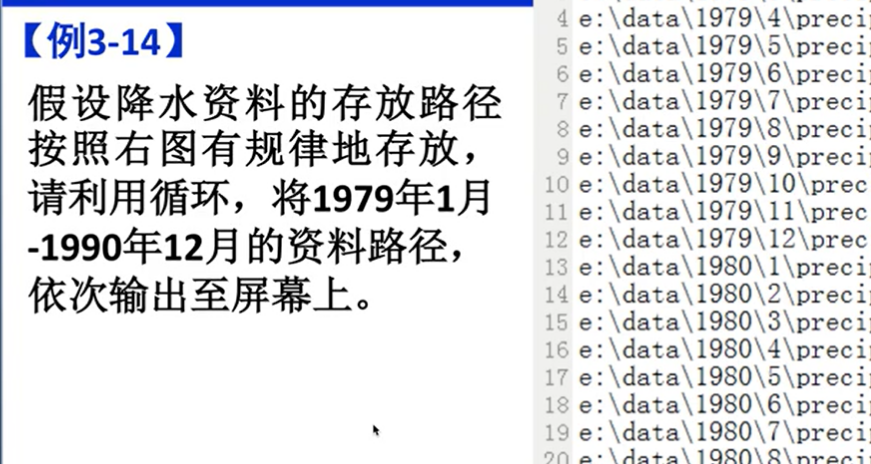 【例3-14】
假设降水资料的存放路径
按照右图有规律地存放，
请利用循环，将1979年1月
-1990年12月的资料路径，
依次输出至屏幕上。
4 e:\data\1979\4\precip
5 e:\data\1979\5\precip
6 e:\data\1979\6\precip
7 e:\data\1979\7\precip
8 e:\data\1979\8\precip
9 e:\data\1979\9\precip
10 e:\data\1979\10\prec
11 e:\data\1979\11\prec
12 e:\data\1979\12\prec
13 e:\data\1980\1\precip
14 e:\data\1980\2\precip
15 e:\data\1980\3\precip
16 e:\data\1980\4\precip
17 e:\data\1980\5\precip
18 e:\data\1980\6\precip
19 e:\data\1980\7\precip
20 e:\data\1980\8\precip